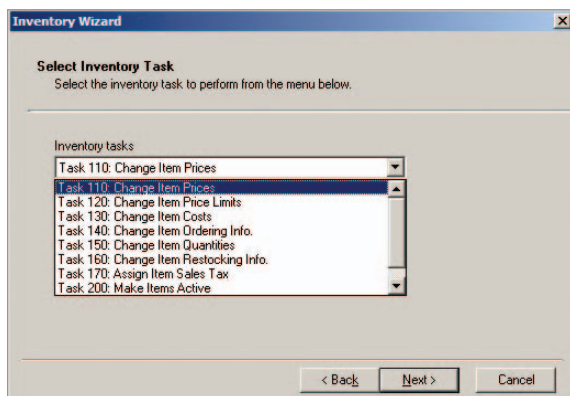 Inventory Wizard
Select Inventory Task
Select the inventory task to perform from the menu below.
Inventory tasks
Task 110: Change Item Prices
Task 110: Change Item Prices
Task 120: Change Item Price Limits
Task 130: Change Item Costs
Task 140: Change Item Ordering Info.
Task 150: Change Item Quantities
Task 160: Change Item Restocking Info.
Task 170: Assign Item Sales Tax
Task 200: Make Items Active
< Back Next > Cancel